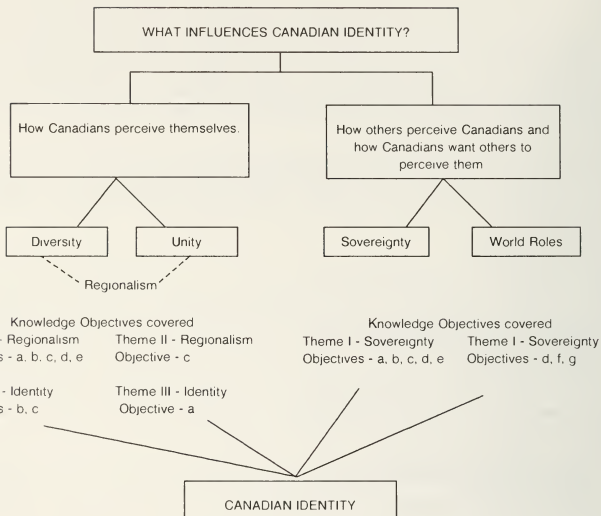 WHAT INFLUENCES CANADIAN IDENTITY?
How Canadians perceive themselves.
How others perceive Canadians and
how Canadians want others to
perceive them
Diversity
Unity
Sovereignty
World Roles
Regionalism
Knowledge Objectives covered
- Regionalism
s - a, b, c, d, e
Theme II - Regionalism
Objective - c
- Identity
s - b, c
Theme III - Identity
Objective - a
Knowledge Objectives covered
Theme I - Sovereignty
Objectives - a, b, c, d, e
Theme I - Sovereignty
Objectives - d, f, g
CANADIAN IDENTITY